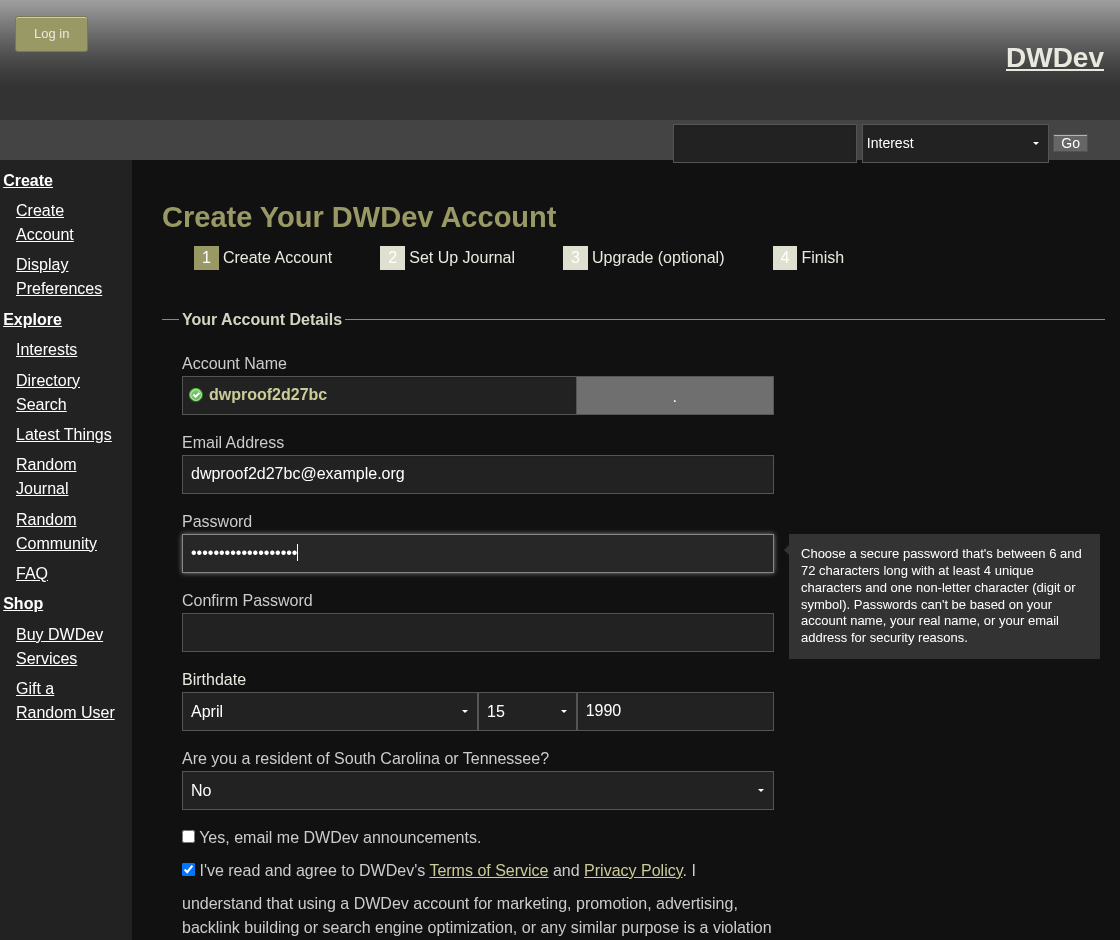 Log in
DWDev
Interest
Go
Create
Create
Account
Display
Preferences
Explore
Interests
Directory
Search
Latest Things
Random
Journal
Random
Community
FAQ
Shop
Buy DWDev
Services
Gift a
Random User
Create Your DWDev Account
1 Create Account
2 Set Up Journal
3 Upgrade (optional)
4 Finish
Your Account Details
Account Name
dwproof2d27bc
.
Email Address
dwproof2d27bc@example.org
Password
•••••••••••••••••••
Choose a secure password that's between 6 and
72 characters long with at least 4 unique
characters and one non-letter character (digit or
symbol). Passwords can't be based on your
account name, your real name, or your email
address for security reasons.
Confirm Password
Birthdate
April
15
1990
Are you a resident of South Carolina or Tennessee?
No
Yes, email me DWDev announcements.
I've read and agree to DWDev's Terms of Service and Privacy Policy. I
understand that using a DWDev account for marketing, promotion, advertising,
backlink building or search engine optimization, or any similar purpose is a violation